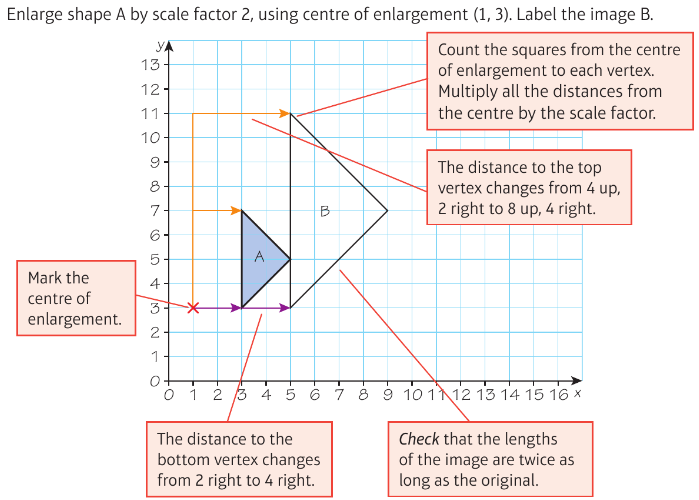 Enlarge shape A by scale factor 2, using centre of enlargement (1, 3). Label the image B.
Count the squares from the centre
of enlargement to each vertex.
Multiply all the distances from
the centre by the scale factor.
The distance to the top
vertex changes from 4 up,
2 right to 8 up, 4 right.
Mark the
centre of
enlargement.
y
13
12
11
10
9
8
7
6
5
4
3
2
1
0
A
B
0 1 2 3 4 5 6 7 8 9 10 11 12 13 14 15 16 x
The distance to the
bottom vertex changes
from 2 right to 4 right.
Check that the lengths
of the image are twice as
long as the original.